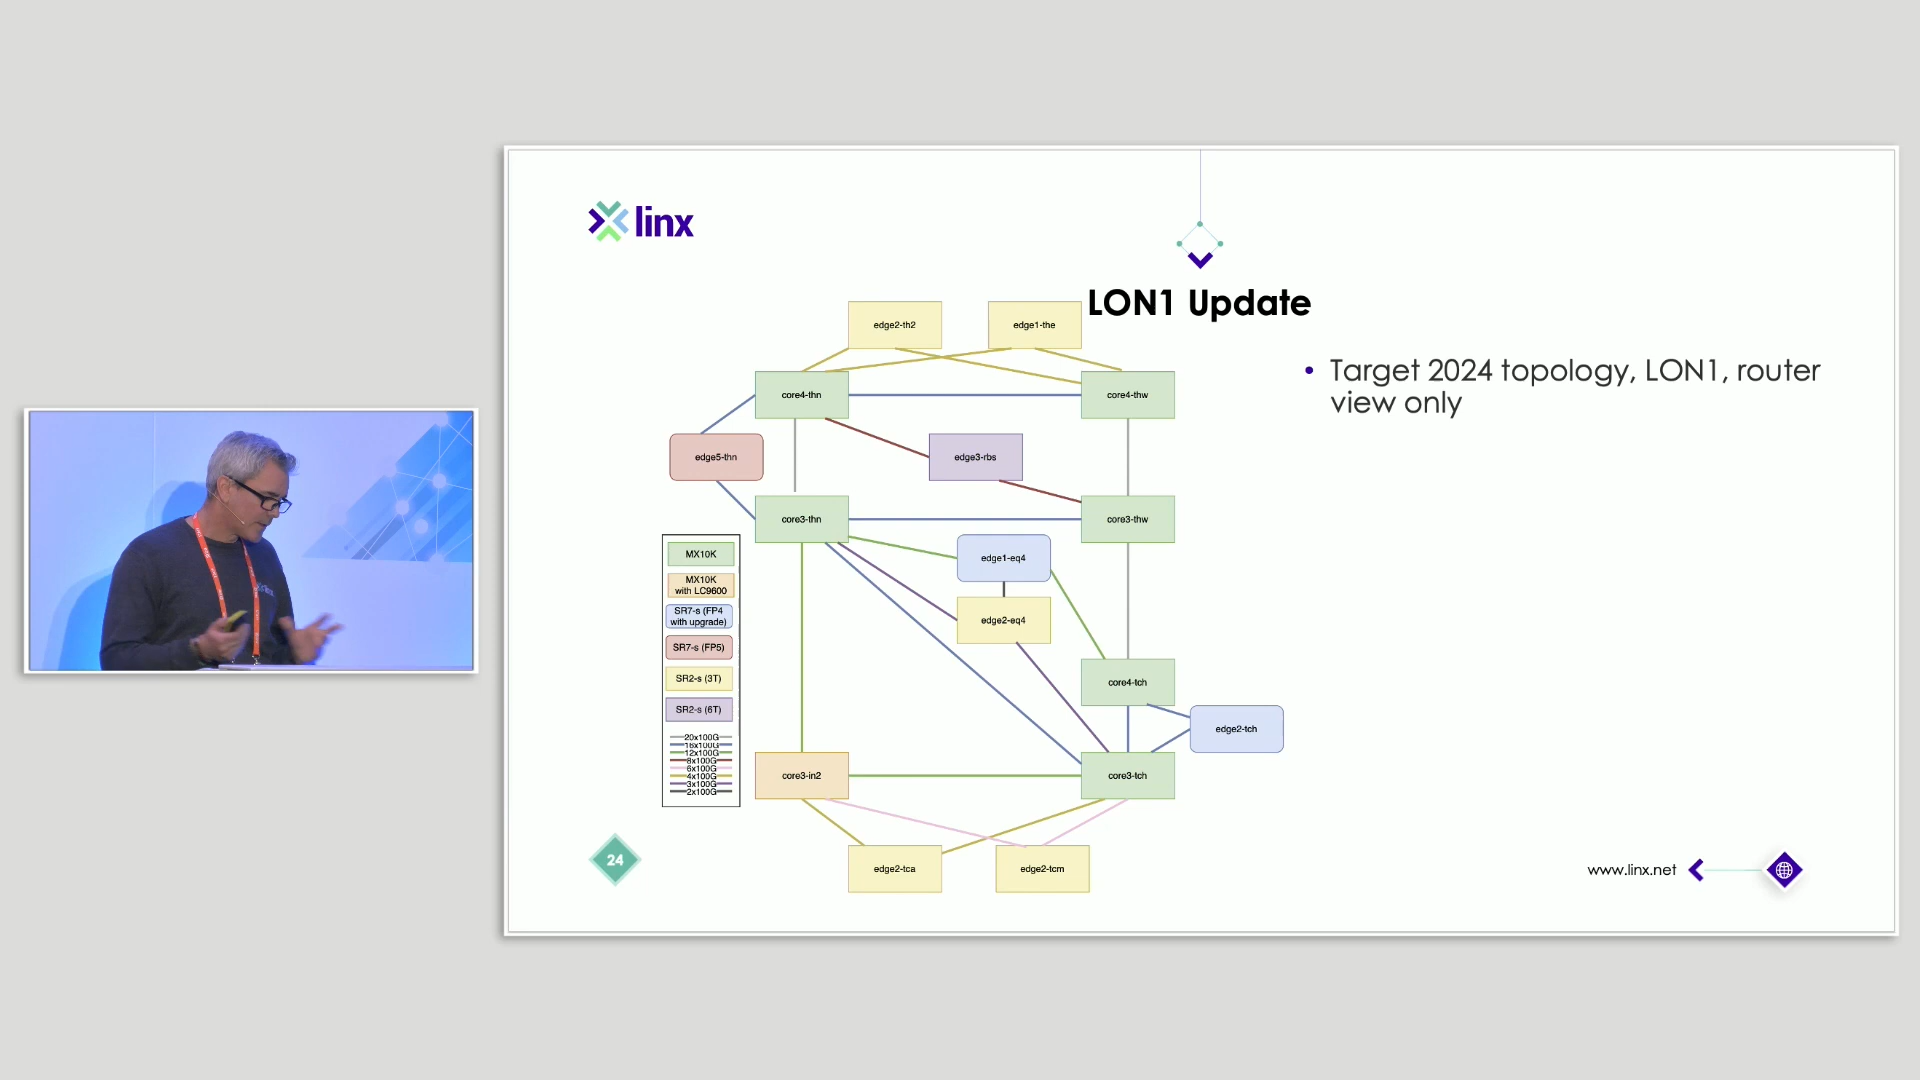 linx
LON1 Update
Target 2024 topology, LON1, router
view only
edge2-th2
edge1-the
core4-thn
core4-thw
edge5-thn
edge3-rbs
core3-thn
core3-thw
edge1-eq4
edge2-eq4
core4-tch
edge2-tch
core3-in2
core3-tch
edge2-tca
edge2-tcm
MX10K
MX10K
with LC9600
SR7-s (FP4
with upgrade)
SR7-s (FP5)
SR2-s (3T)
SR2-s (6T)
20x100G
16x100G
12x100G
8x100G
6x100G
4x100G
3x100G
2x100G
24
www.linx.net